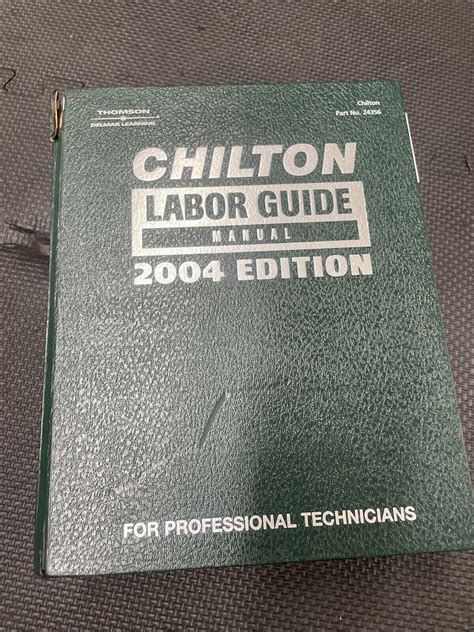 THOMSON
DELMAR LEARNING
Chilton
Part No. 24356
CHILTON
LABOR GUIDE
MANUAL
2004 EDITION
FOR PROFESSIONAL TECHNICIANS